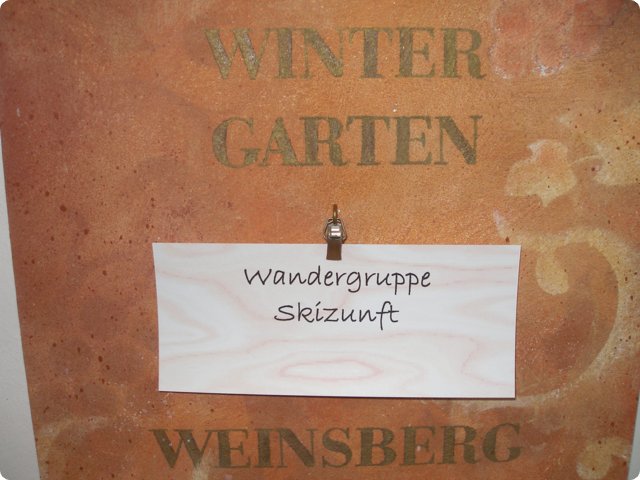 WINTER
GARTEN
Wandergruppe
Skizunft
WEINSBERG